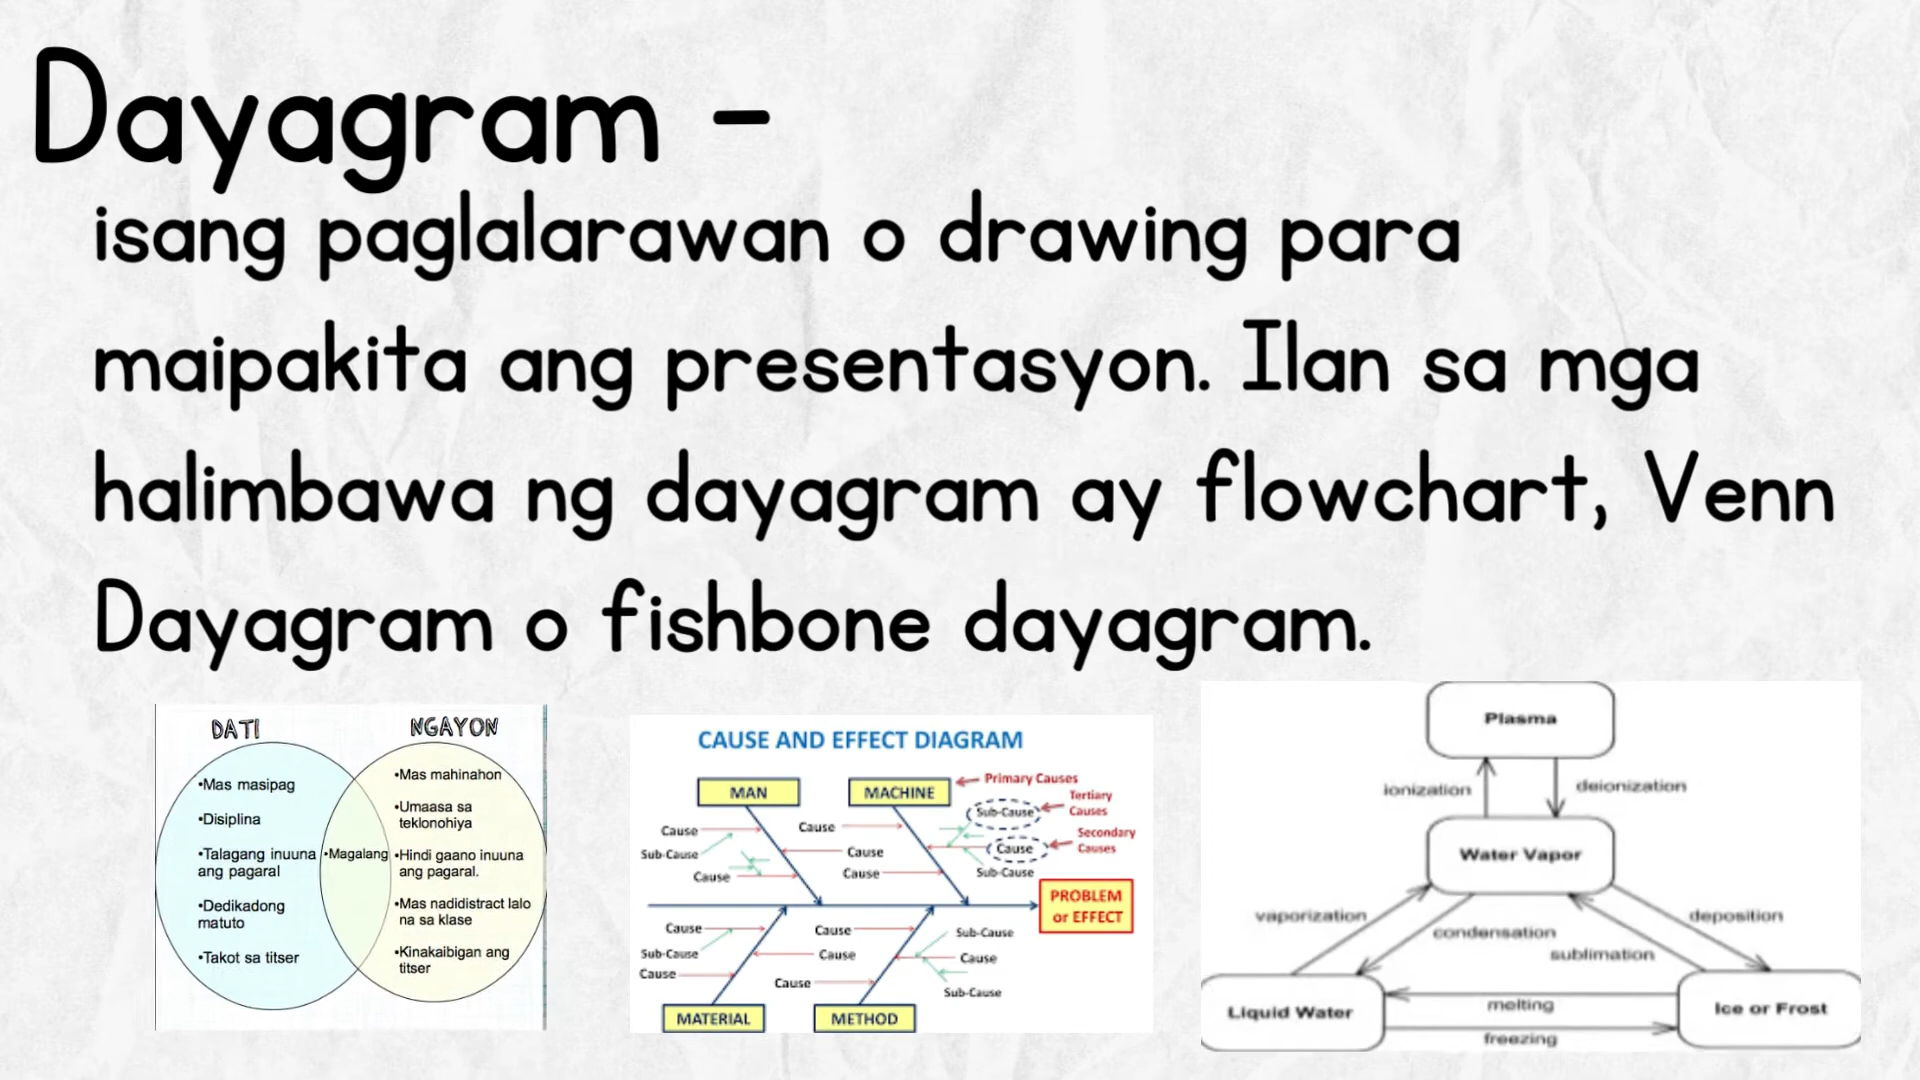 Dayagram -
isang paglalarawan o drawing para
maipakita ang presentasyon. Ilan sa mga
halimbawa ng dayagram ay flowchart, Venn
Dayagram o fishbone dayagram.
DATI
NGAYON
•Mas masipag
•Disiplina
•Talagang inuuna
ang pagaral
•Dedikadong
matuto
•Takot sa titser
•Magalang
•Mas mahinahon
•Umaasa sa
teklonohiya
•Hindi gaano inuuna
ang pagaral.
•Mas nadidistract lalo
na sa klase
•Kinakaibigan ang
titser
CAUSE AND EFFECT DIAGRAM
MAN
MACHINE
Primary Causes
Tertiary
Causes
Sub-Cause
Secondary
Causes
Cause
Sub-Cause
Cause
Sub-Cause
Cause
Cause
Cause
Cause
PROBLEM
or EFFECT
Cause
Sub-Cause
Cause
Cause
Cause
Cause
Sub-Cause
Cause
Sub-Cause
MATERIAL
METHOD
Plasma
ionization
deionization
Water Vapor
vaporization
condensation
sublimation
deposition
Liquid Water
melting
freezing
Ice or Frost